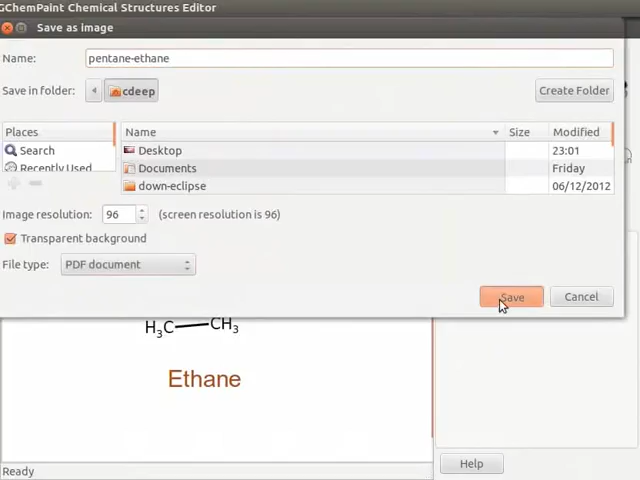 GChemPaint Chemical Structures Editor
Save as image
Name: pentane-ethane
Save in folder: cdeep Create Folder
Places Name Size Modified
Search Desktop 23:01
Recently Used Documents Friday
down-eclipse 06/12/2012
Image resolution: 96 (screen resolution is 96)
Transparent background
File type: PDF document
Save Cancel
H3C CH3
Ethane
Help
Ready